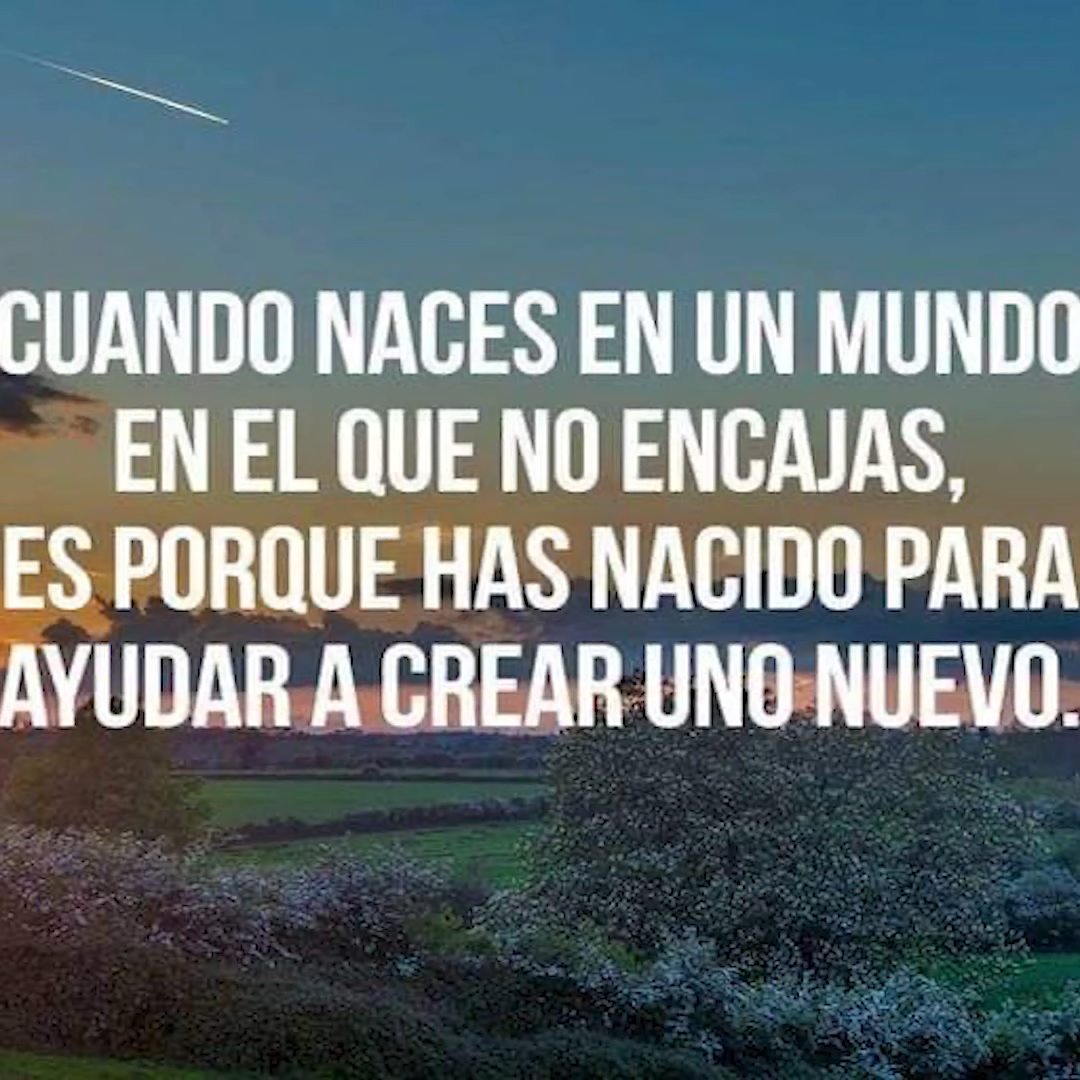 CUANDO NACES EN UN MUNDO
EN EL QUE NO ENCAJAS,
ES PORQUE HAS NACIDO PARA
AYUDAR A CREAR UNO NUEVO.